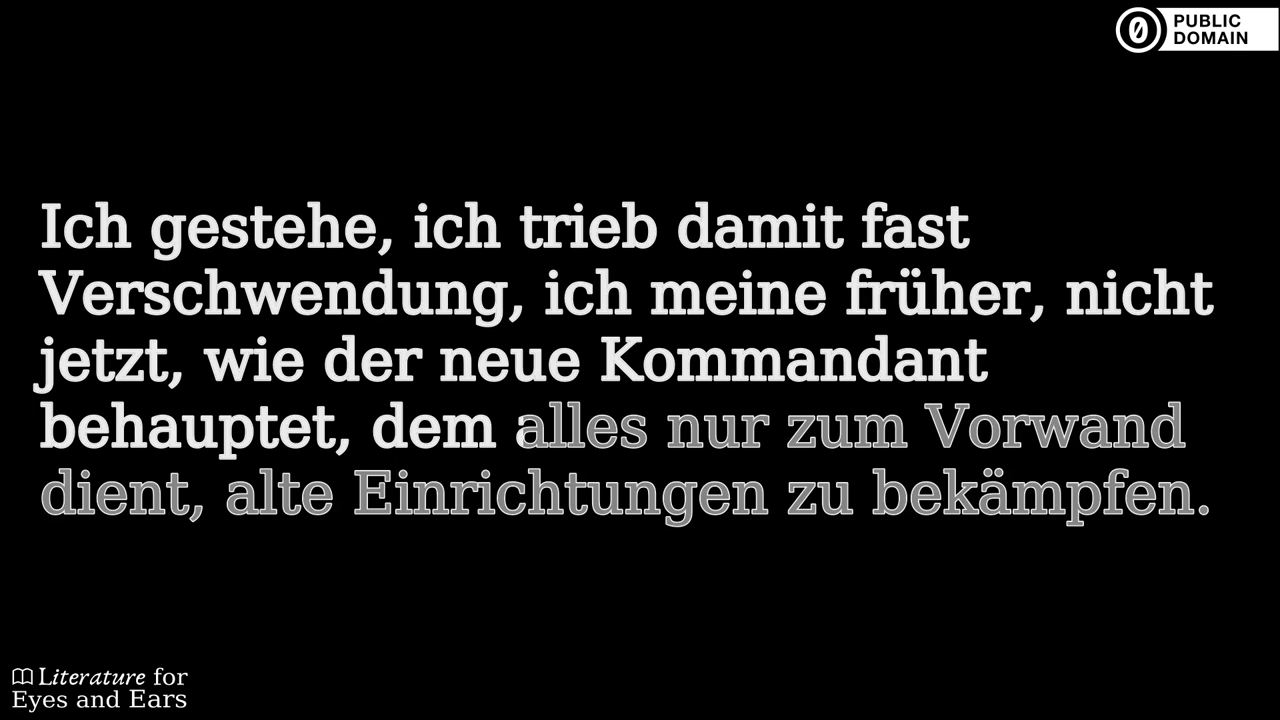 PUBLIC
DOMAIN
Ich gestehe, ich trieb damit fast
Verschwendung, ich meine früher, nicht
jetzt, wie der neue Kommandant
behauptet, dem alles nur zum Vorwand
dient, alte Einrichtungen zu bekämpfen.
Literature for
Eyes and Ears